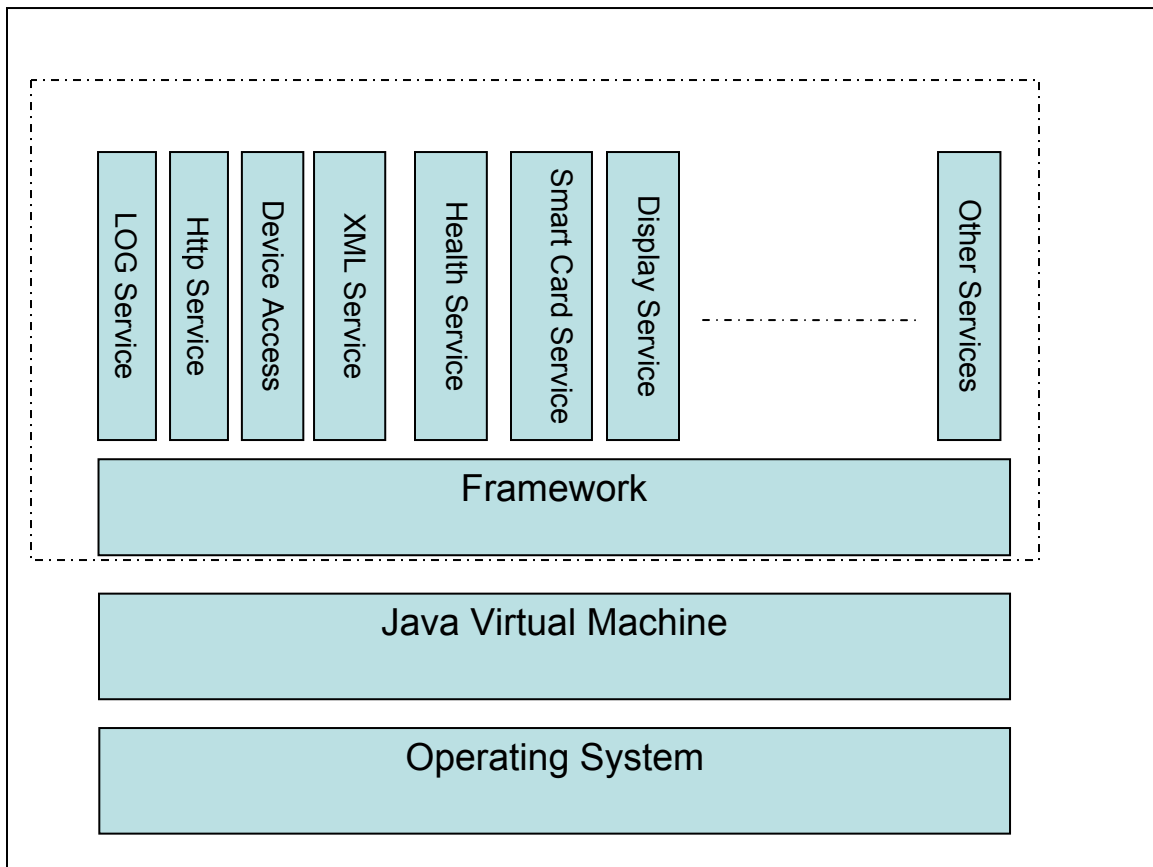 LOG Service
Http Service
Device Access
XML Service
Health Service
Smart Card Service
Display Service
Other Services
Framework
Java Virtual Machine
Operating System